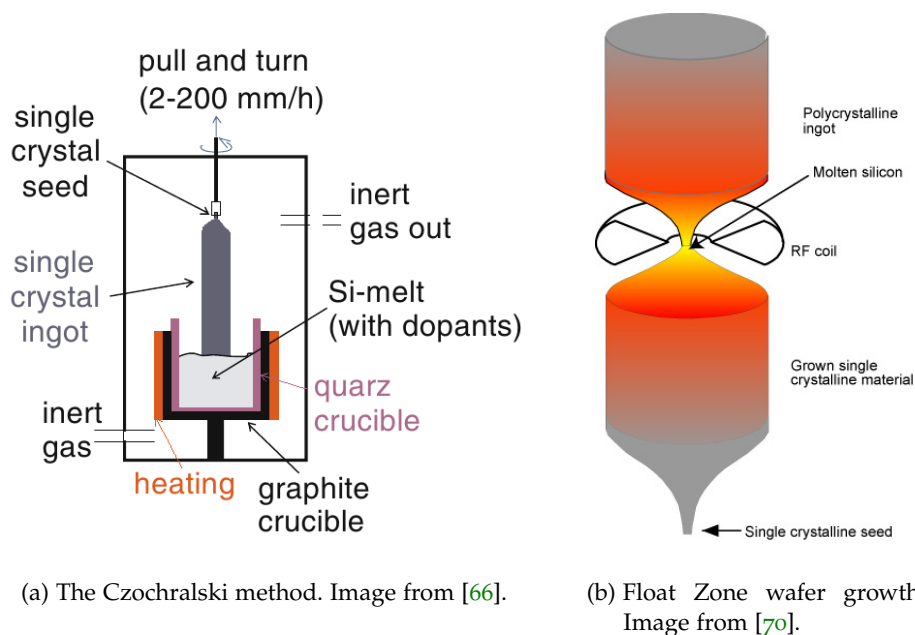 pull and turn
(2-200 mm/h)
single
crystal
seed
inert
gas out
single
crystal
ingot
Si-melt
(with dopants)
quarz
crucible
inert
gas
heating
graphite
crucible
Polycrystalline
ingot
Molten silicon
RF coil
Grown single
crystalline material
Single crystalline seed
(a) The Czochralski method. Image from [66].
(b) Float Zone wafer growth
Image from [70].